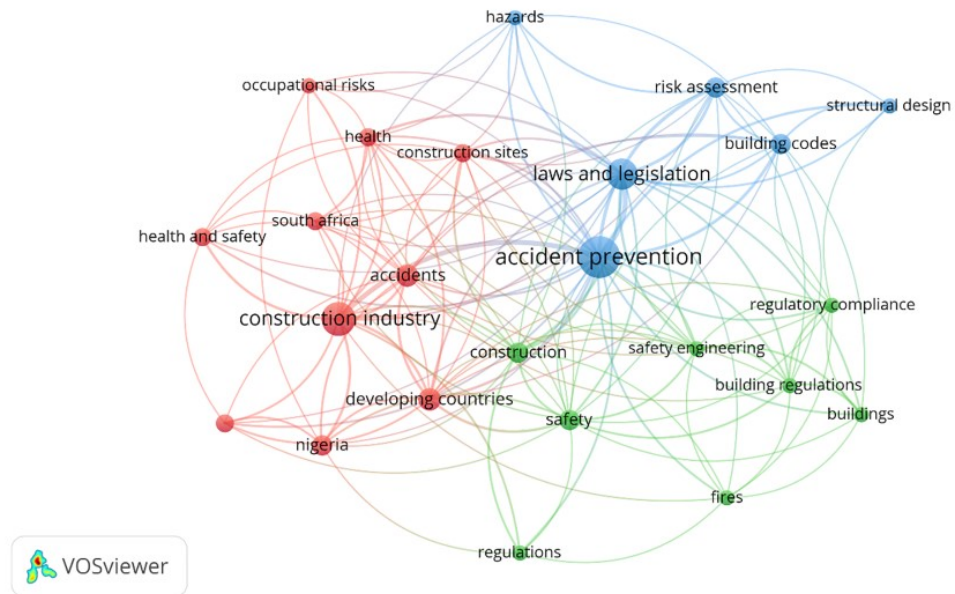 hazards
occupational risks
risk assessment
structural design
health
construction sites
building codes
laws and legislation
south africa
health and safety
accident prevention
accidents
regulatory compliance
construction industry
construction
safety engineering
building regulations
developing countries
buildings
safety
nigeria
fires
regulations
VOSviewer